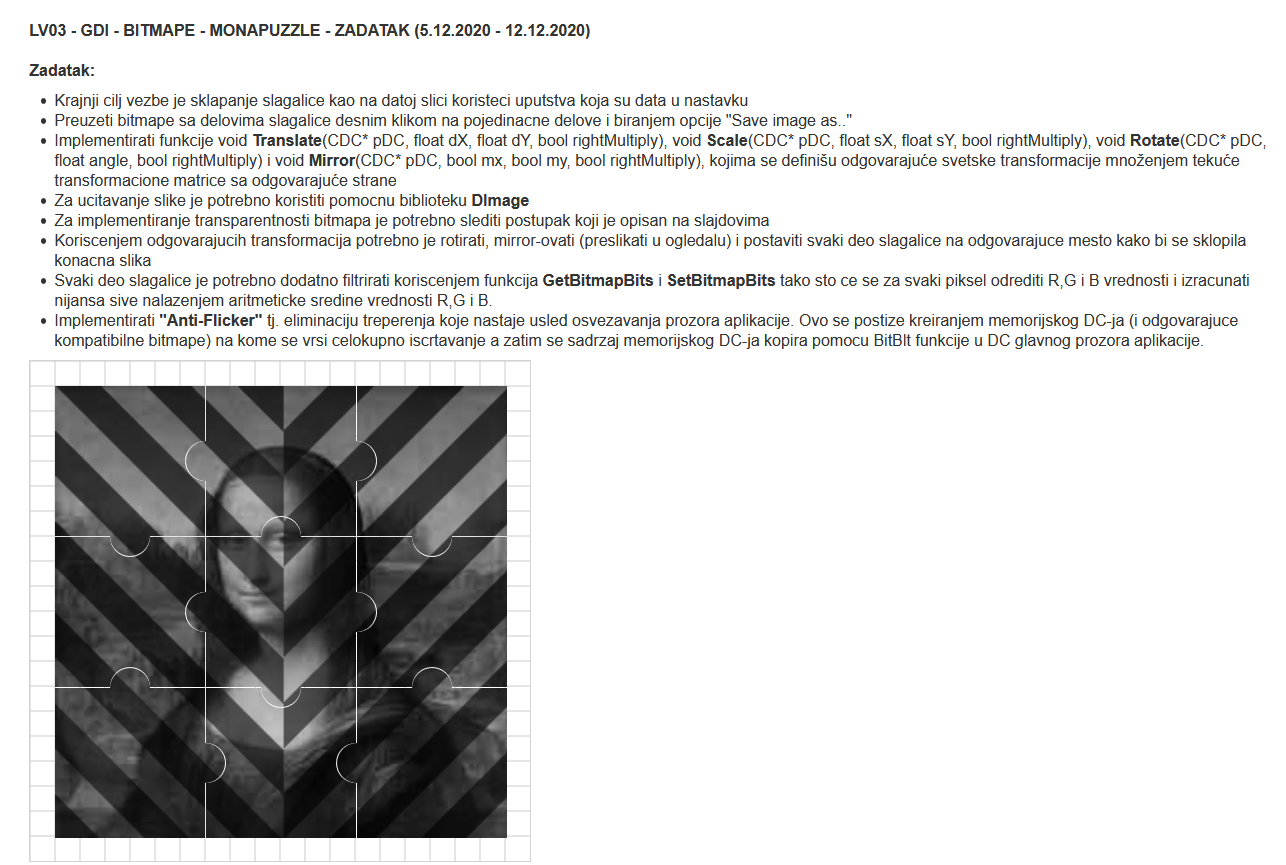 LV03 - GDI - BITMAPE - MONAPUZZLE - ZADATAK (5.12.2020 - 12.12.2020)
Zadatak:
• Krajnji cilj vezbe je sklapanje slagalice kao na datoj slici koristeci uputstva koja su data u nastavku
• Preuzeti bitmape sa delovima slagalice desnim klikom na pojedinacne delove i biranjem opcije "Save image as.."
• Implementirati funkcije void Translate(CDC* pDC, float dX, float dY, bool rightMultiply), void Scale(CDC* pDC, float sX, float sY, bool rightMultiply), void Rotate(CDC* pDC,
float angle, bool rightMultiply) i void Mirror(CDC* pDC, bool mx, bool my, bool rightMultiply), kojima se definišu odgovarajuće svetske transformacije množenjem tekuće
transformacione matrice sa odgovarajuće strane
• Za ucitavanje slike je potrebno koristiti pomocnu biblioteku DImage
• Za implementiranje transparentnosti bitmapa je potrebno slediti postupak koji je opisan na slajdovima
• Koriscenjem odgovarajucih transformacija potrebno je rotirati, mirror-ovati (preslikati u ogledalu) i postaviti svaki deo slagalice na odgovarajuce mesto kako bi se sklopila
konacna slika
• Svaki deo slagalice je potrebno dodatno filtrirati koriscenjem funkcija GetBitmapBits i SetBitmapBits tako sto ce se za svaki piksel odrediti R,G i B vrednosti i izracunati
nijansa sive nalazenjem aritmeticke sredine vrednosti R,G i B.
• Implementirati "Anti-Flicker" tj. eliminaciju treperenja koje nastaje usled osvezavanja prozora aplikacije. Ovo se postize kreiranjem memorijskog DC-ja (i odgovarajuce
kompatibilne bitmape) na kome se vrsi celokupno iscrtavanje a zatim se sadrzaj memorijskog DC-ja kopira pomocu BitBlt funkcije u DC glavnog prozora aplikacije.